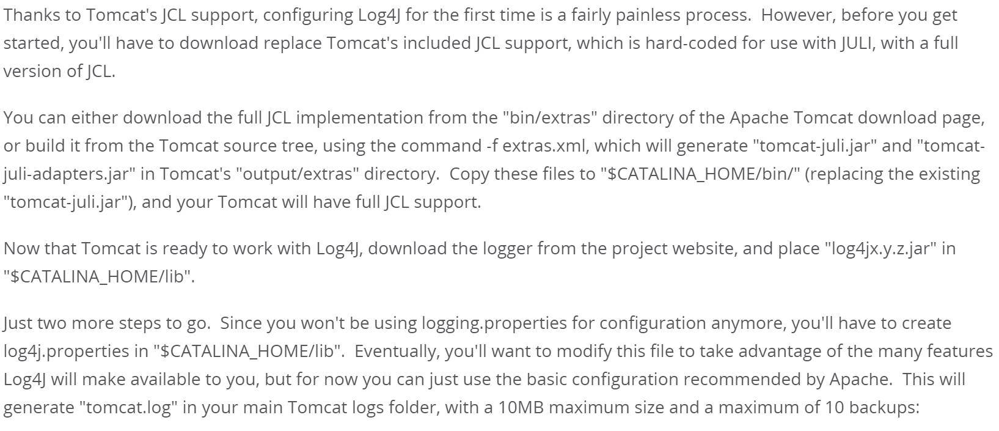 Thanks to Tomcat's JCL support, configuring Log4J for the first time is a fairly painless process.  However, before you get
started, you'll have to download replace Tomcat's included JCL support, which is hard-coded for use with JULI, with a full
version of JCL.
You can either download the full JCL implementation from the "bin/extras" directory of the Apache Tomcat download page,
or build it from the Tomcat source tree, using the command -f extras.xml, which will generate "tomcat-juli.jar" and "tomcat-
juli-adapters.jar" in Tomcat's "output/extras" directory.  Copy these files to "$CATALINA_HOME/bin/" (replacing the existing
"tomcat-juli.jar"), and your Tomcat will have full JCL support.
Now that Tomcat is ready to work with Log4J, download the logger from the project website, and place "log4jx.y.z.jar" in
"$CATALINA_HOME/lib".
Just two more steps to go.  Since you won't be using logging.properties for configuration anymore, you'll have to create
log4j.properties in "$CATALINA_HOME/lib".  Eventually, you'll want to modify this file to take advantage of the many features
Log4J will make available to you, but for now you can just use the basic configuration recommended by Apache.  This will
generate "tomcat.log" in your main Tomcat logs folder, with a 10MB maximum size and a maximum of 10 backups: